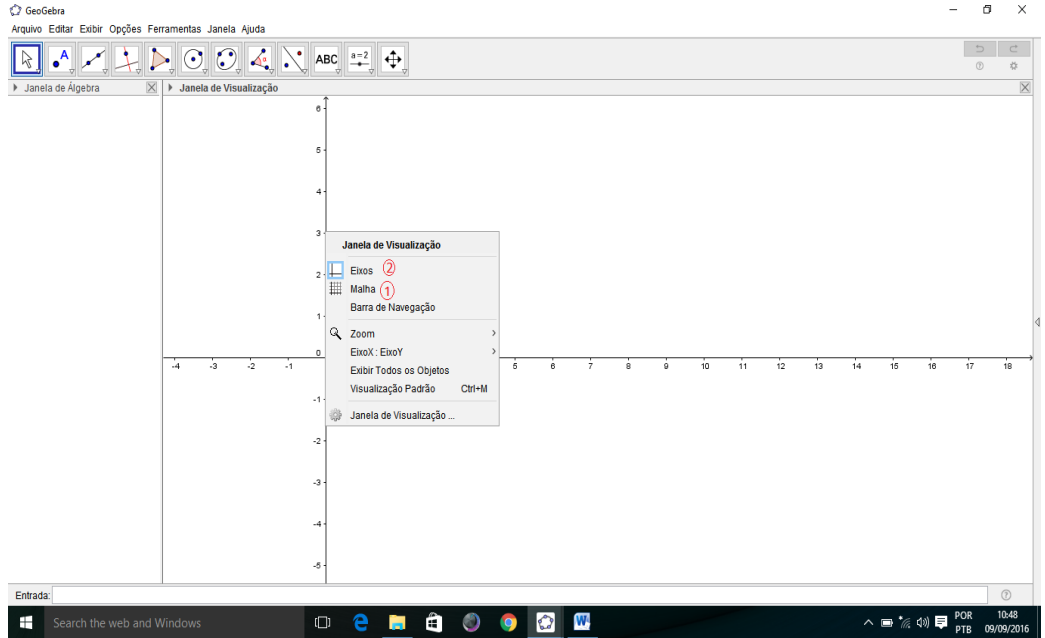 GeoGebra
Arquivo Editar Exibir Opções Ferramentas Janela Ajuda
A
α
ABC
a=2
Janela de Álgebra
Janela de Visualização
6
5
4
3
2
1
0
-1
-2
-3
-4
-5
-4 -3 -2 -1 5 6 7 8 9 10 11 12 13 14 15 16 17 18
Janela de Visualização
Eixos 2
Malha 1
Barra de Navegação
Zoom
EixoX : EixoY
Exibir Todos os Objetos
Visualização Padrão Ctrl+M
Janela de Visualização ...
Entrada:
Search the web and Windows
POR
PTB
10:48
09/09/2016